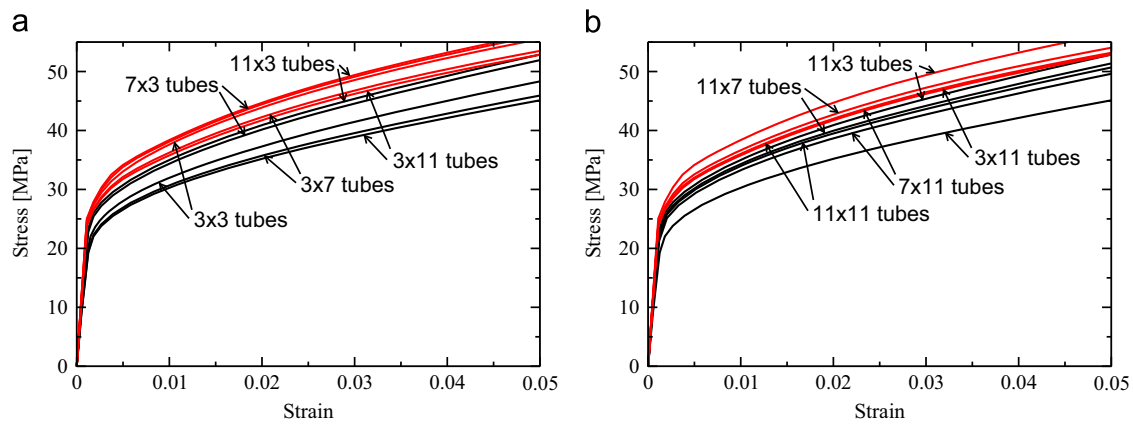 a
50
40
30
20
10
0
Stress [MPa]
0
0.01
0.02
0.03
0.04
0.05
Strain
11x3 tubes
7x3 tubes
3x11 tubes
3x7 tubes
3x3 tubes
b
50
40
30
20
10
0
Stress [MPa]
0
0.01
0.02
0.03
0.04
0.05
Strain
11x3 tubes
11x7 tubes
3x11 tubes
7x11 tubes
11x11 tubes